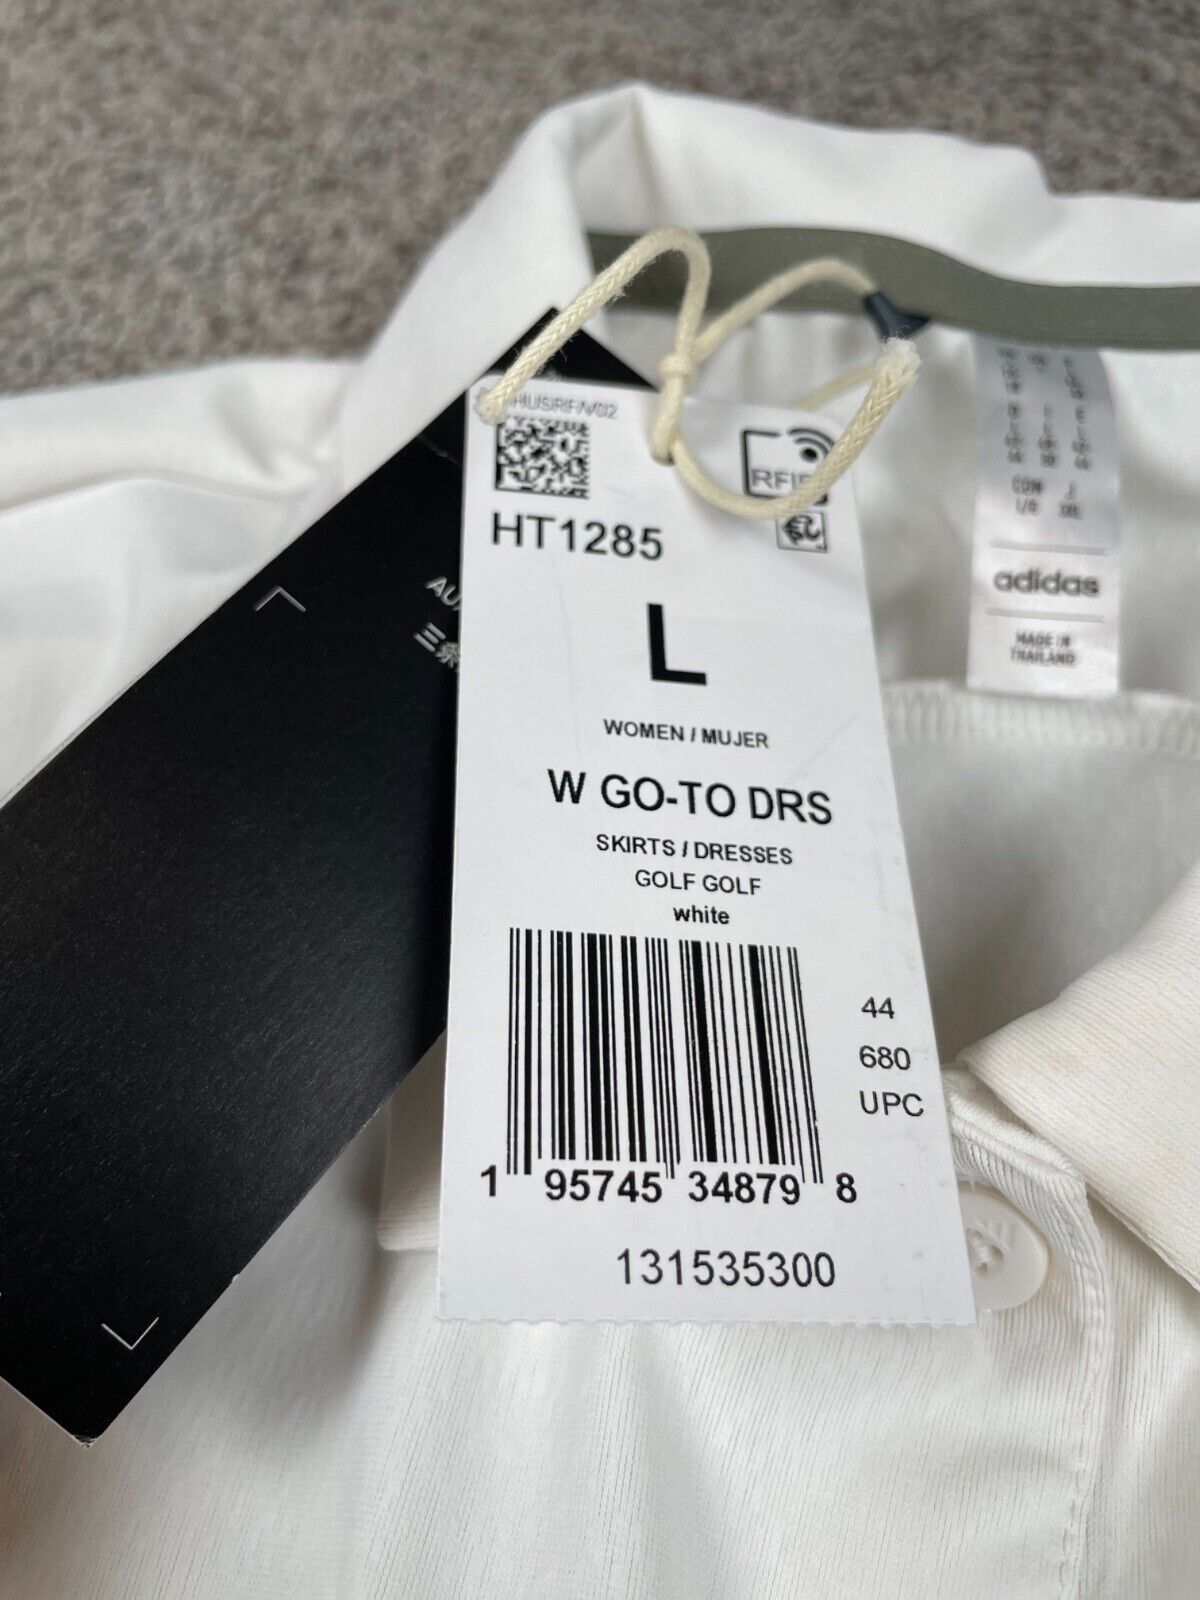 RFID
HT1285
L
WOMEN / MUJER
W GO-TO DRS
SKIRTS / DRESSES
GOLF GOLF
white
44
680
UPC
1 95745 34879 8
131535300
adidas
MADE IN
THAILAND